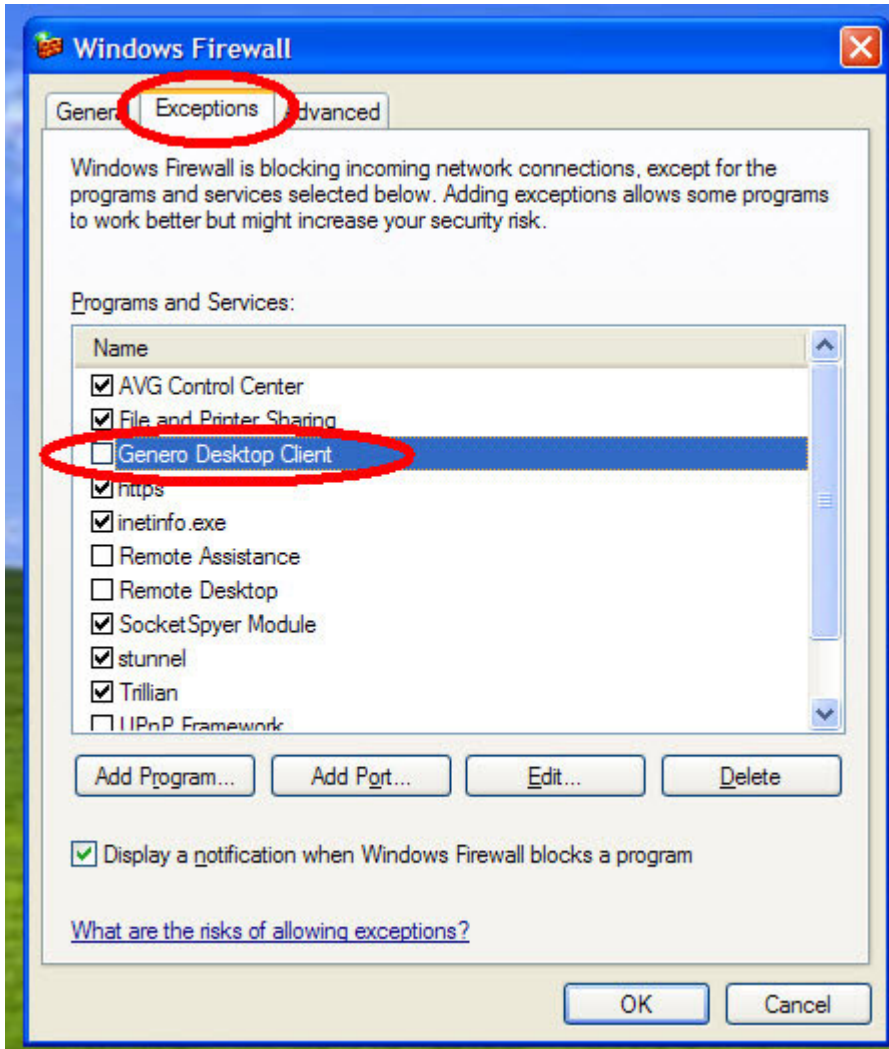 Windows Firewall
General Exceptions Advanced
Windows Firewall is blocking incoming network connections, except for the
programs and services selected below. Adding exceptions allows some programs
to work better but might increase your security risk.
Programs and Services:
Name
AVG Control Center
File and Printer Sharing
Genero Desktop Client
https
inetinfo.exe
Remote Assistance
Remote Desktop
SocketSpyer Module
stunnel
Trillian
UPnP Framework
Add Program... Add Port... Edit... Delete
Display a notification when Windows Firewall blocks a program
What are the risks of allowing exceptions?
OK Cancel